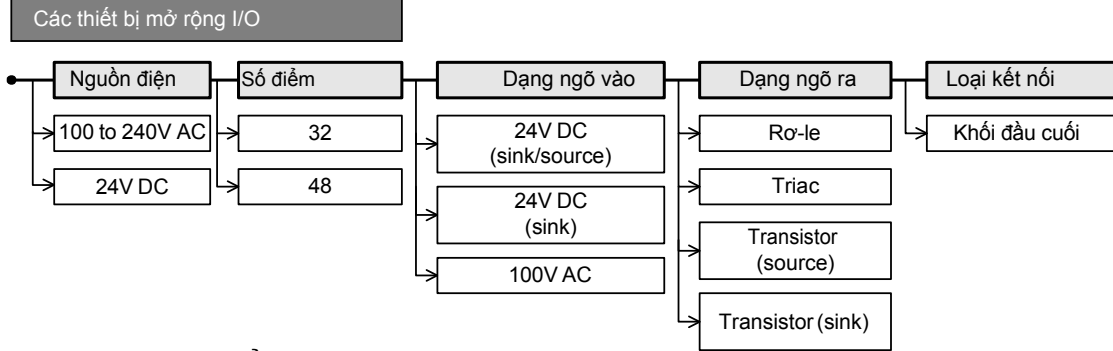 Các thiết bị mở rộng I/O
Nguồn điện
100 to 240V AC
24V DC
Số điểm
32
48
Dạng ngõ vào
24V DC
(sink/source)
24V DC
(sink)
100V AC
Dạng ngõ ra
Rơ-le
Triac
Transistor
(source)
Transistor (sink)
Loại kết nối
Khối đầu cuối